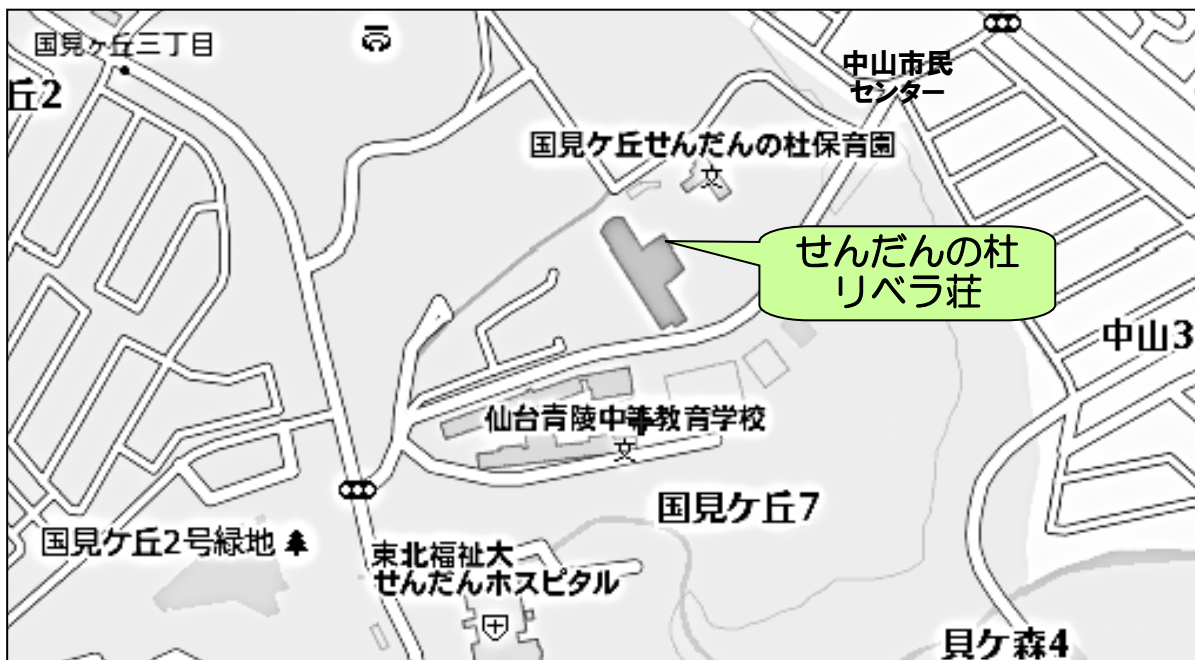 国見ヶ丘三丁目
中山市民
センター
丘2
国見ケ丘せんだんの杜保育園
文
せんだんの杜
リベラ荘
中山3
仙台青陵中等教育学校
文
国見ケ丘7
国見ケ丘2号緑地
東北福祉大
せんだんホスピタル
貝ケ森4